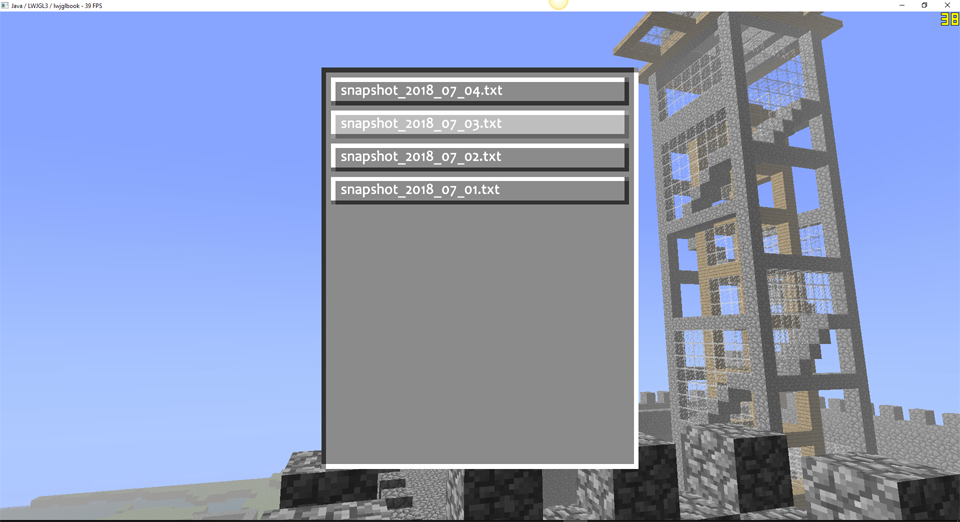 Java / LWJGL3 / lwjglbook - 39 FPS
38
snapshot_2018_07_04.txt
snapshot_2018_07_03.txt
snapshot_2018_07_02.txt
snapshot_2018_07_01.txt